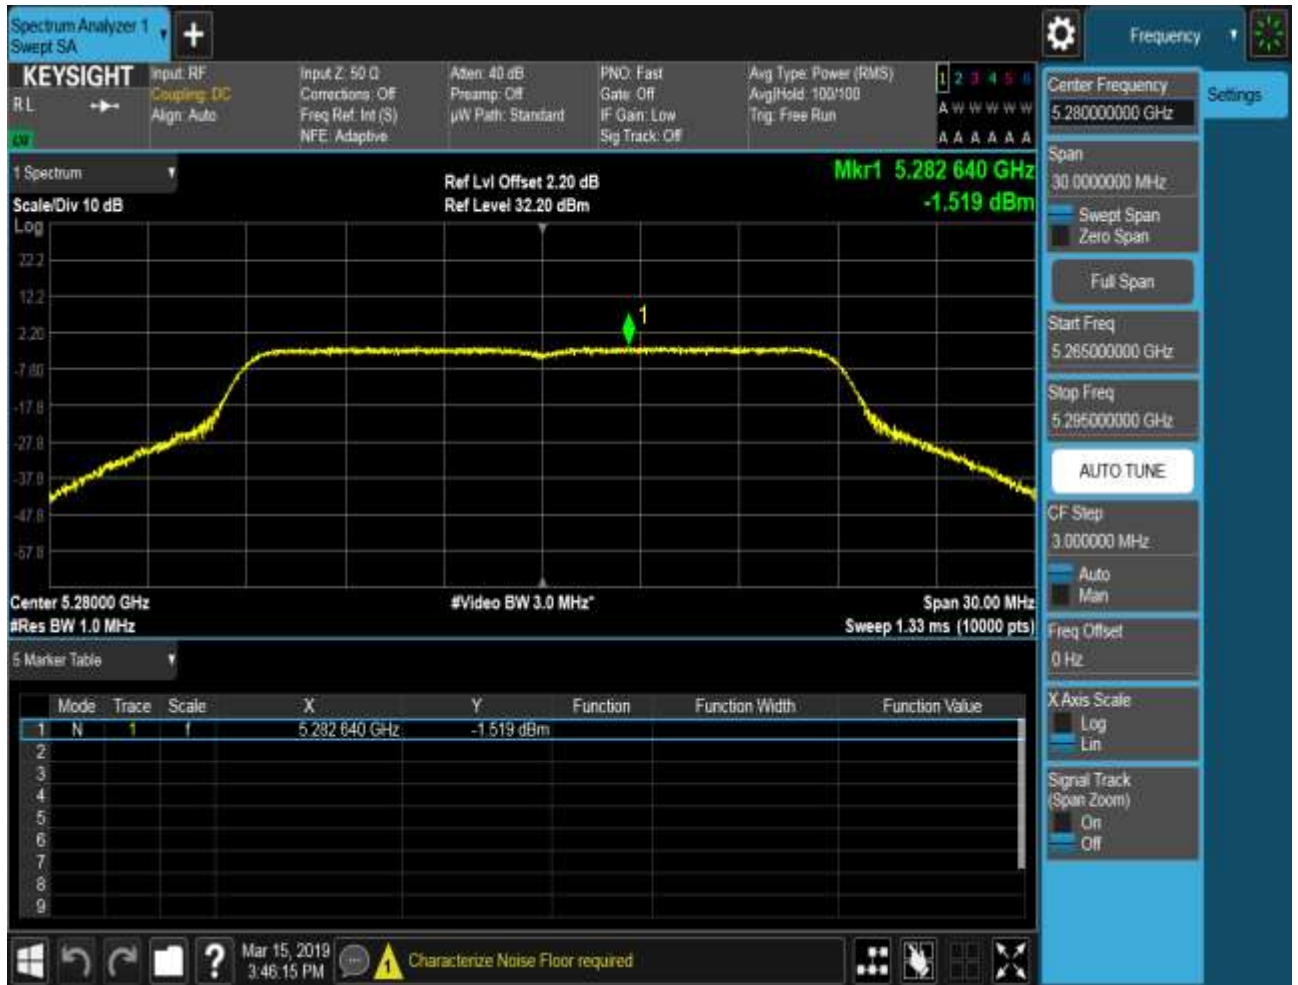 Spectrum Analyzer 1
Swept SA
+
Frequency
KEYSIGHT
RL
Input: RF
Coupling: DC
Align: Auto
Input Z: 50 Ω
Corrections: Off
Freq Ref: Int (S)
NFE: Adaptive
Atten: 40 dB
Preamp: Off
µW Path: Standard
PNO: Fast
Gate: Off
IF Gain: Low
Sig Track: Off
Avg Type: Power (RMS)
Avg|Hold: 100/100
Trig: Free Run
1 2 3 4 5 6
A W W W W W
A A A A A A
1 Spectrum
Scale/Div 10 dB
Log
Ref Lvl Offset 2.20 dB
Ref Level 32.20 dBm
Mkr1 5.282 640 GHz
-1.519 dBm
22.2
12.2
2.20
-7.80
-17.8
-27.8
-37.8
-47.8
-57.8
1
Center 5.28000 GHz
#Res BW 1.0 MHz
#Video BW 3.0 MHz*
Span 30.00 MHz
Sweep 1.33 ms (10000 pts)
5 Marker Table
Mode Trace Scale X Y Function Function Width Function Value
1 N 1 f 5.282 640 GHz -1.519 dBm
2
3
4
5
6
7
8
9
Mar 15, 2019
3:46:15 PM
?
1
Characterize Noise Floor required
Settings
Center Frequency
5.280000000 GHz
Span
30.0000000 MHz
Swept Span
Zero Span
Full Span
Start Freq
5.265000000 GHz
Stop Freq
5.295000000 GHz
AUTO TUNE
CF Step
3.000000 MHz
Auto
Man
Freq Offset
0 Hz
X Axis Scale
Log
Lin
Signal Track
(Span Zoom)
On
Off